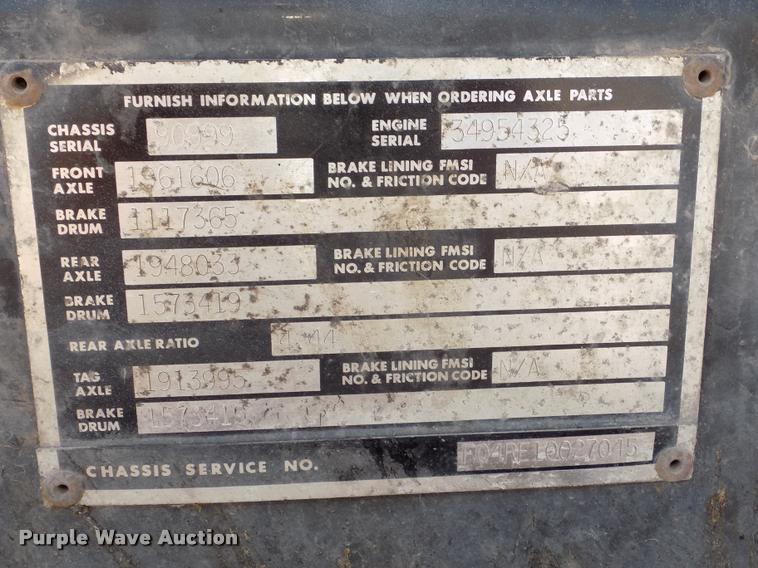 FURNISH INFORMATION BELOW WHEN ORDERING AXLE PARTS
CHASSIS SERIAL 90999 ENGINE SERIAL 34954325
FRONT AXLE 1961606 BRAKE LINING FMSI NO. & FRICTION CODE N/A
BRAKE DRUM 1117365
REAR AXLE 1948033 BRAKE LINING FMSI NO. & FRICTION CODE N/A
BRAKE DRUM 1573419
REAR AXLE RATIO 4.44
TAG AXLE 1913995 BRAKE LINING FMSI NO. & FRICTION CODE N/A
BRAKE DRUM
CHASSIS SERVICE NO.
Purple Wave Auction